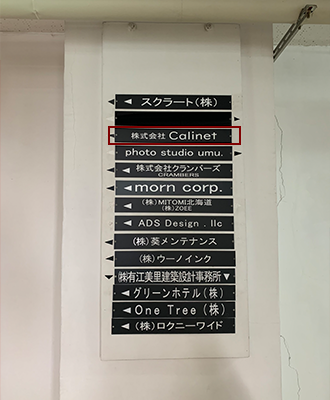 ◀ スクラート(株)
◀ 株式会社 Calinet
photo studio umu. ▶
◀ 株式会社クランバーズ
CRAMBERS
◀ morn corp.
◀ (株)MITOMI北海道
(株)ZOEE
◀ ADS Design . llc
◀ (株)葵メンテナンス
◀ (株)ウーノインク
㈱有江美里建築設計事務所▼
◀ グリーンホテル(株)
◀ One Tree (株)
◀ (株)ロクニーワイド